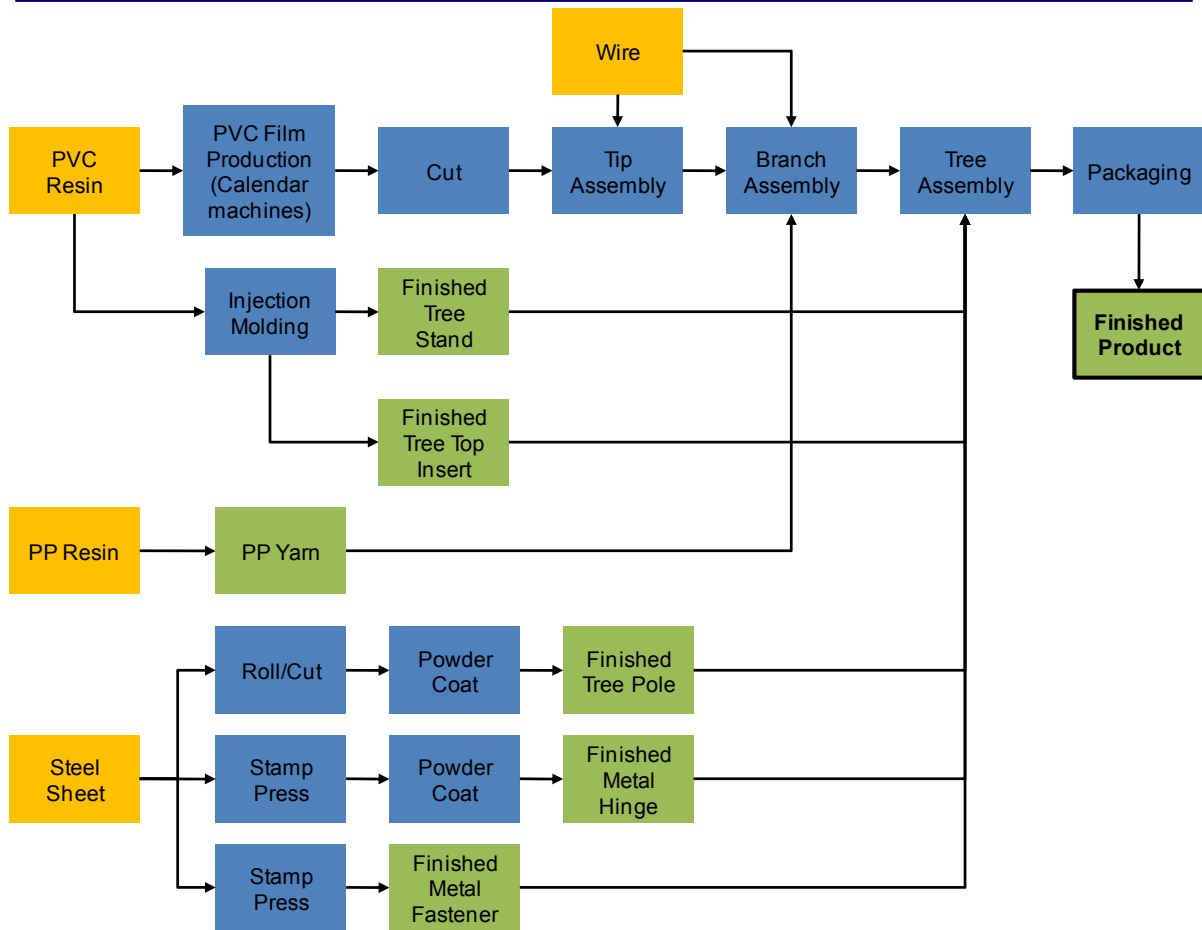 Wire
PVC
Resin
PVC Film
Production
(Calendar
machines)
Cut
Tip
Assembly
Branch
Assembly
Tree
Assembly
Packaging
Injection
Molding
Finished
Tree
Stand
Finished
Product
Finished
Tree Top
Insert
PP Resin
PP Yarn
Roll/Cut
Powder
Coat
Finished
Tree Pole
Steel
Sheet
Stamp
Press
Powder
Coat
Finished
Metal
Hinge
Stamp
Press
Finished
Metal
Fastener